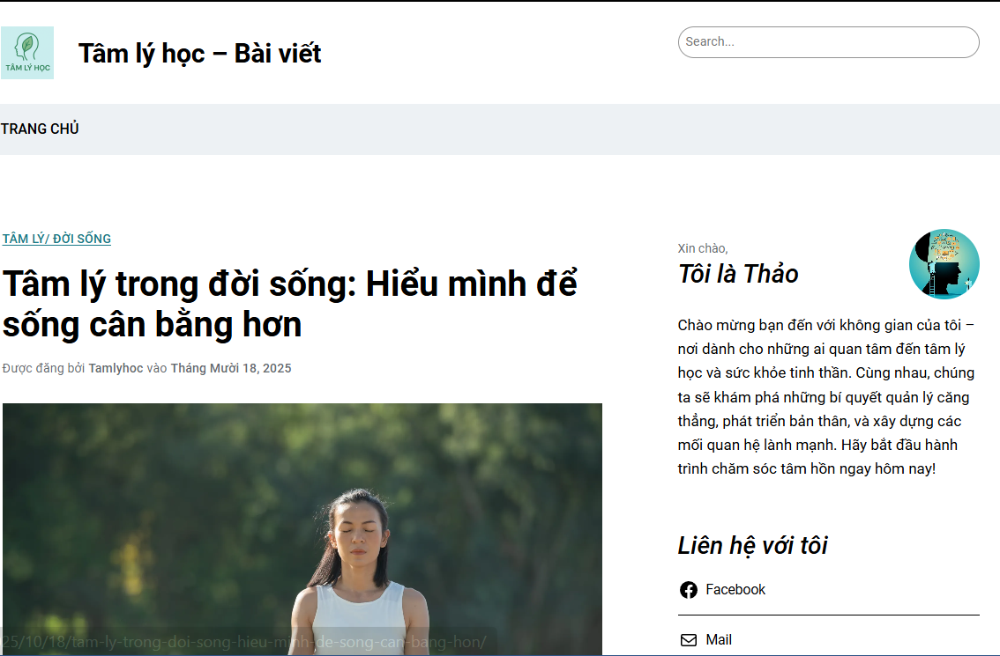 TÂM LÝ HỌC
Tâm lý học – Bài viết
Search...
TRANG CHỦ
TÂM LÝ/ ĐỜI SỐNG
Tâm lý trong đời sống: Hiểu mình để
sống cân bằng hơn
Được đăng bởi Tamlyhoc vào Tháng Mười 18, 2025
Xin chào,
Tôi là Thảo
Chào mừng bạn đến với không gian của tôi –
nơi dành cho những ai quan tâm đến tâm lý
học và sức khỏe tinh thần. Cùng nhau, chúng
ta sẽ khám phá những bí quyết quản lý căng
thẳng, phát triển bản thân, và xây dựng các
mối quan hệ lành mạnh. Hãy bắt đầu hành
trình chăm sóc tâm hồn ngay hôm nay!
Liên hệ với tôi
Facebook
Mail
25/10/18/tam-ly-trong-doi-song-hieu-minh-de-song-can-bang-hon/